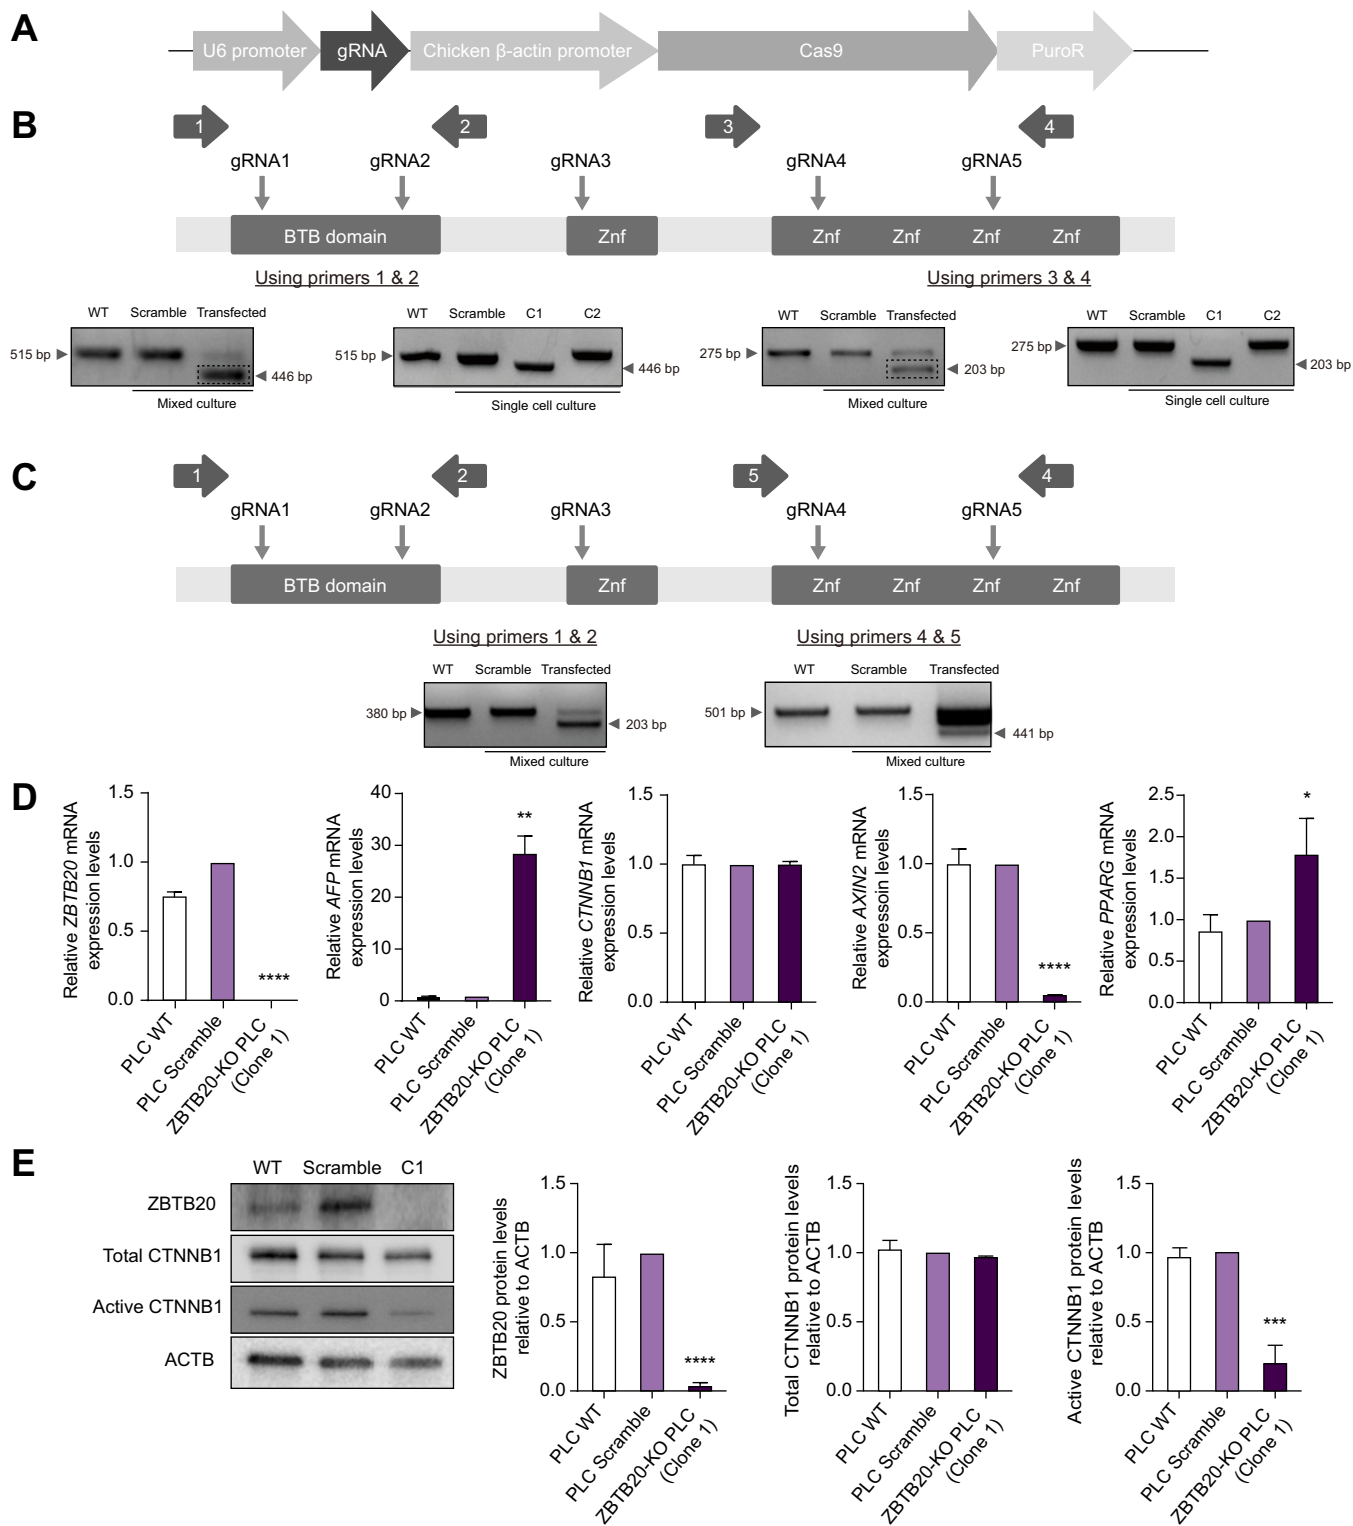 A
U6 promoter gRNA Chicken β-actin promoter Cas9 PuroR
B
1 2 3 4
gRNA1 gRNA2 gRNA3 gRNA4 gRNA5
BTB domain Znf Znf Znf Znf Znf
Using primers 1 & 2 Using primers 3 & 4
WT Scramble Transfected WT Scramble C1 C2 WT Scramble Transfected WT Scramble C1 C2
515 bp 446 bp 515 bp 446 bp 275 bp 203 bp 275 bp 203 bp
Mixed culture Single cell culture Mixed culture Single cell culture
C
1 2 5 4
gRNA1 gRNA2 gRNA3 gRNA4 gRNA5
BTB domain Znf Znf Znf Znf Znf
Using primers 1 & 2 Using primers 4 & 5
WT Scramble Transfected WT Scramble Transfected
380 bp 203 bp 501 bp 441 bp
Mixed culture Mixed culture
D
Relative ZBTB20 mRNA
expression levels
1.5
1.0
0.5
0.0
****
PLC WT
PLC Scramble
ZBTB20-KO PLC
(Clone 1)
Relative AFP mRNA
expression levels
40
30
20
10
0
**
PLC WT
PLC Scramble
ZBTB20-KO PLC
(Clone 1)
Relative CTNNB1 mRNA
expression levels
1.5
1.0
0.5
0.0
PLC WT
PLC Scramble
ZBTB20-KO PLC
(Clone 1)
Relative AXIN2 mRNA
expressoin levels
1.5
1.0
0.5
0.0
****
PLC WT
PLC Scramble
ZBTB20-KO PLC
(Clone 1)
Relative PPARG mRNA
expression levels
2.5
2.0
1.5
1.0
0.5
0.0
*
PLC WT
PLC Scramble
ZBTB20-KO PLC
(Clone 1)
E
WT Scramble C1
ZBTB20
Total CTNNB1
Active CTNNB1
ACTB
ZBTB20 protein levels
relative to ACTB
1.5
1.0
0.5
0.0
****
PLC WT
PLC Scramble
ZBTB20-KO PLC
(Clone 1)
Total CTNNB1 protein levels
relative to ACTB
1.5
1.0
0.5
0.0
PLC WT
PLC Scramble
ZBTB20-KO PLC
(Clone 1)
Active CTNNB1 protein levels
relative to ACTB
1.5
1.0
0.5
0.0
***
PLC WT
PLC Scramble
ZBTB20-KO PLC
(Clone 1)